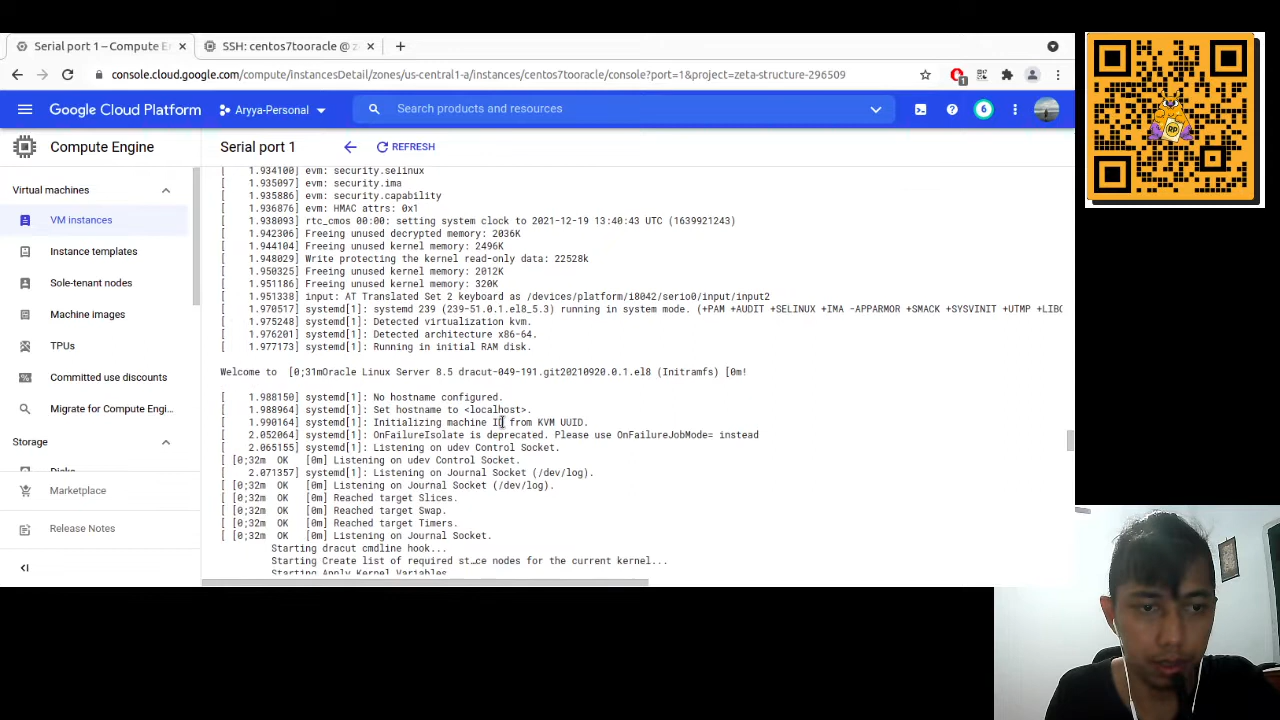 Serial port 1 – Compute E
SSH: centos7tooracle @ z
console.cloud.google.com/compute/instancesDetail/zones/us-central1-a/instances/centos7tooracle/console?port=1&project=zeta-structure-296509
1
Google Cloud Platform
Aryya-Personal
Search products and resources
6
RP
Compute Engine
Serial port 1
REFRESH
Virtual machines
VM instances
Instance templates
Sole-tenant nodes
Machine images
TPUs
Committed use discounts
Migrate for Compute Engi...
Storage
Disks
Marketplace
Release Notes
[    1.934100] evm: security.selinux
[    1.935097] evm: security.ima
[    1.935886] evm: security.capability
[    1.936876] evm: HMAC attrs: 0x1
[    1.938093] rtc_cmos 00:00: setting system clock to 2021-12-19 13:40:43 UTC (1639921243)
[    1.942306] Freeing unused decrypted memory: 2036K
[    1.944104] Freeing unused kernel memory: 2496K
[    1.948029] Write protecting the kernel read-only data: 22528k
[    1.950325] Freeing unused kernel memory: 2012K
[    1.951186] Freeing unused kernel memory: 320K
[    1.951338] input: AT Translated Set 2 keyboard as /devices/platform/i8042/serio0/input/input2
[    1.970517] systemd[1]: systemd 239 (239-51.0.1.el8_5.3) running in system mode. (+PAM +AUDIT +SELINUX +IMA -APPARMOR +SMACK +SYSVINIT +UTMP +LIBC
[    1.975248] systemd[1]: Detected virtualization kvm.
[    1.976201] systemd[1]: Detected architecture x86-64.
[    1.977173] systemd[1]: Running in initial RAM disk.
Welcome to  [0;31mOracle Linux Server 8.5 dracut-049-191.git20210920.0.1.el8 (Initramfs) [0m!
[    1.988150] systemd[1]: No hostname configured.
[    1.988964] systemd[1]: Set hostname to <localhost>.
[    1.990164] systemd[1]: Initializing machine ID from KVM UUID.
[    2.052064] systemd[1]: OnFailureIsolate is deprecated. Please use OnFailureJobMode= instead
[    2.065155] systemd[1]: Listening on udev Control Socket.
[ [0;32m  OK   [0m] Listening on udev Control Socket.
[    2.071357] systemd[1]: Listening on Journal Socket (/dev/log).
[ [0;32m  OK   [0m] Listening on Journal Socket (/dev/log).
[ [0;32m  OK   [0m] Reached target Slices.
[ [0;32m  OK   [0m] Reached target Swap.
[ [0;32m  OK   [0m] Reached target Timers.
[ [0;32m  OK   [0m] Listening on Journal Socket.
Starting dracut cmdline hook...
Starting Create list of required st…ce nodes for the current kernel...
Starting Apply Kernel Variables